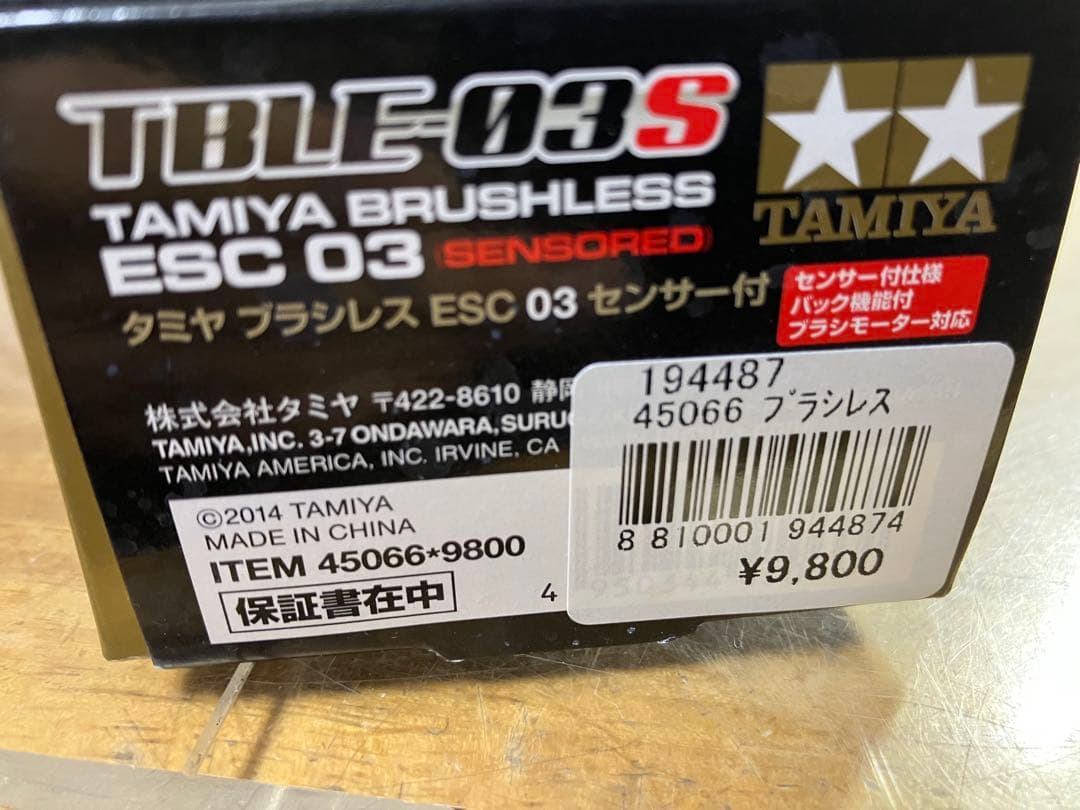 TBLE-03S
TAMIYA BRUSHLESS
ESC 03 (SENSORED)
タミヤ ブラシレス ESC 03 センサー付
TAMIYA
センサー付仕様
バック機能付
ブラシモーター対応
株式会社タミヤ 〒422-8610 静岡
TAMIYA,INC. 3-7 ONDAWARA,SURUG
TAMIYA AMERICA, INC. IRVINE, CA
©2014 TAMIYA
MADE IN CHINA
ITEM 45066*9800
保証書在中
4
194487
45066 ブラシレス
8 810001 944874
¥9,800